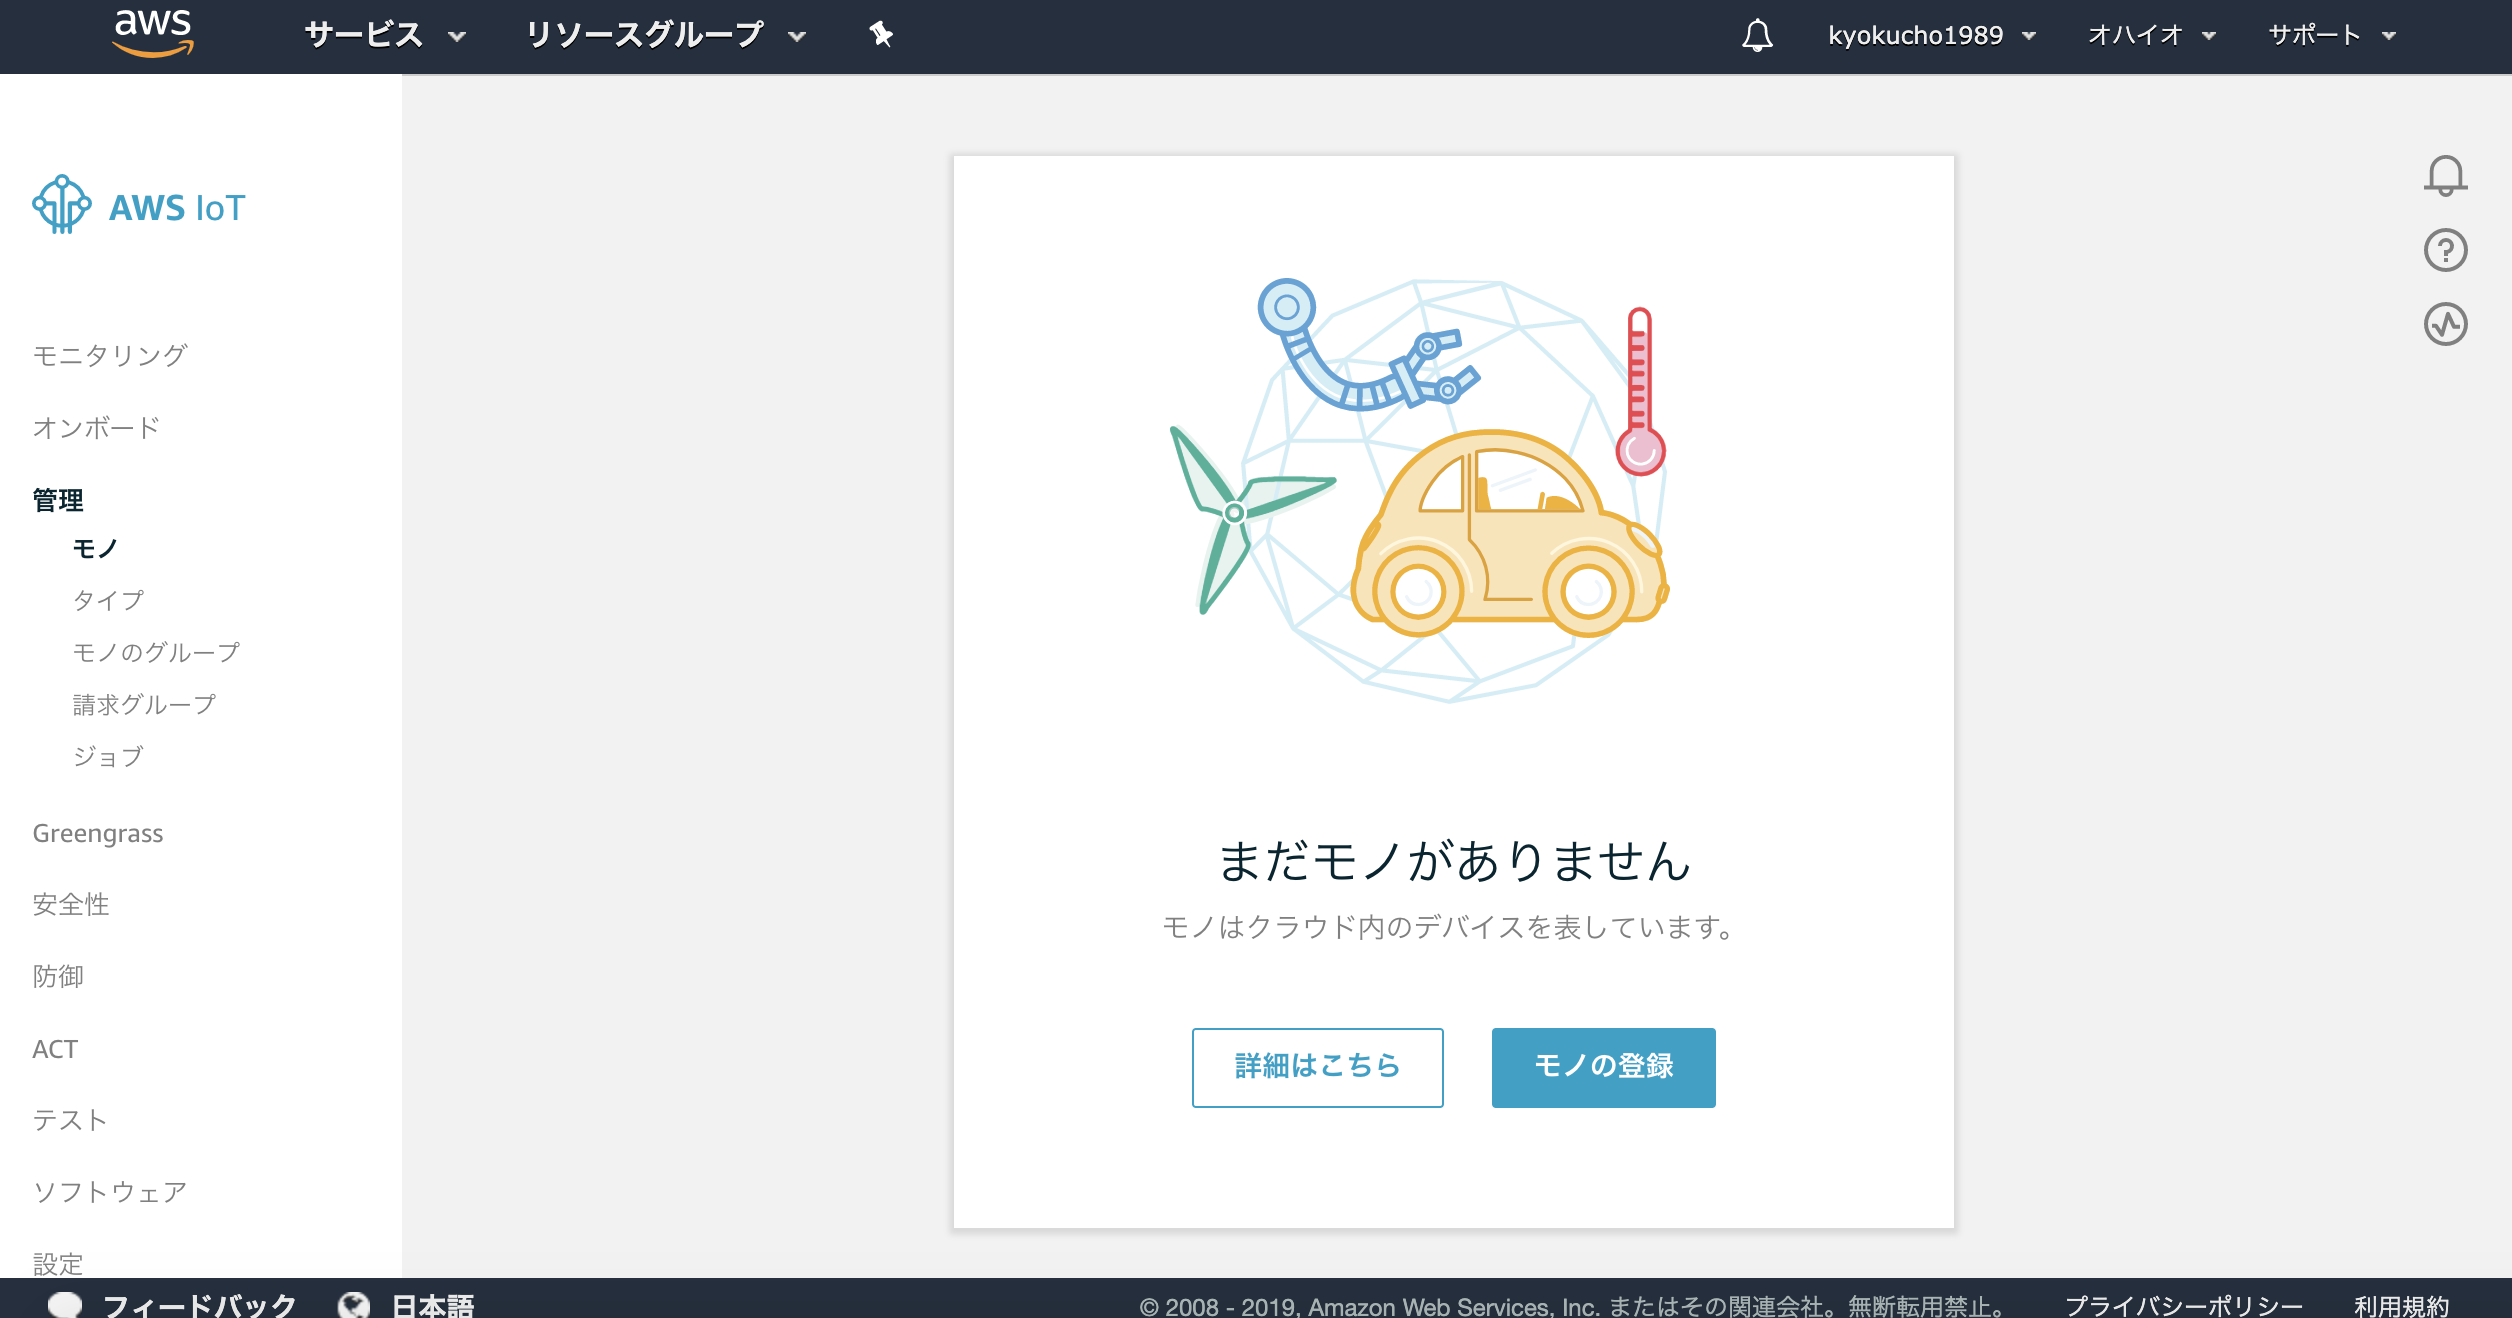 aws サービス リソースグループ kyokucho1989 オハイオ サポート
AWS IoT
モニタリング
オンボード
管理
モノ
タイプ
モノのグループ
請求グループ
ジョブ
Greengrass
安全性
防御
ACT
テスト
ソフトウェア
設定
まだモノがありません
モノはクラウド内のデバイスを表しています。
詳細はこちら モノの登録
フィードバック 日本語 © 2008 - 2019, Amazon Web Services, Inc. またはその関連会社。無断転用禁止。 プライバシーポリシー 利用規約